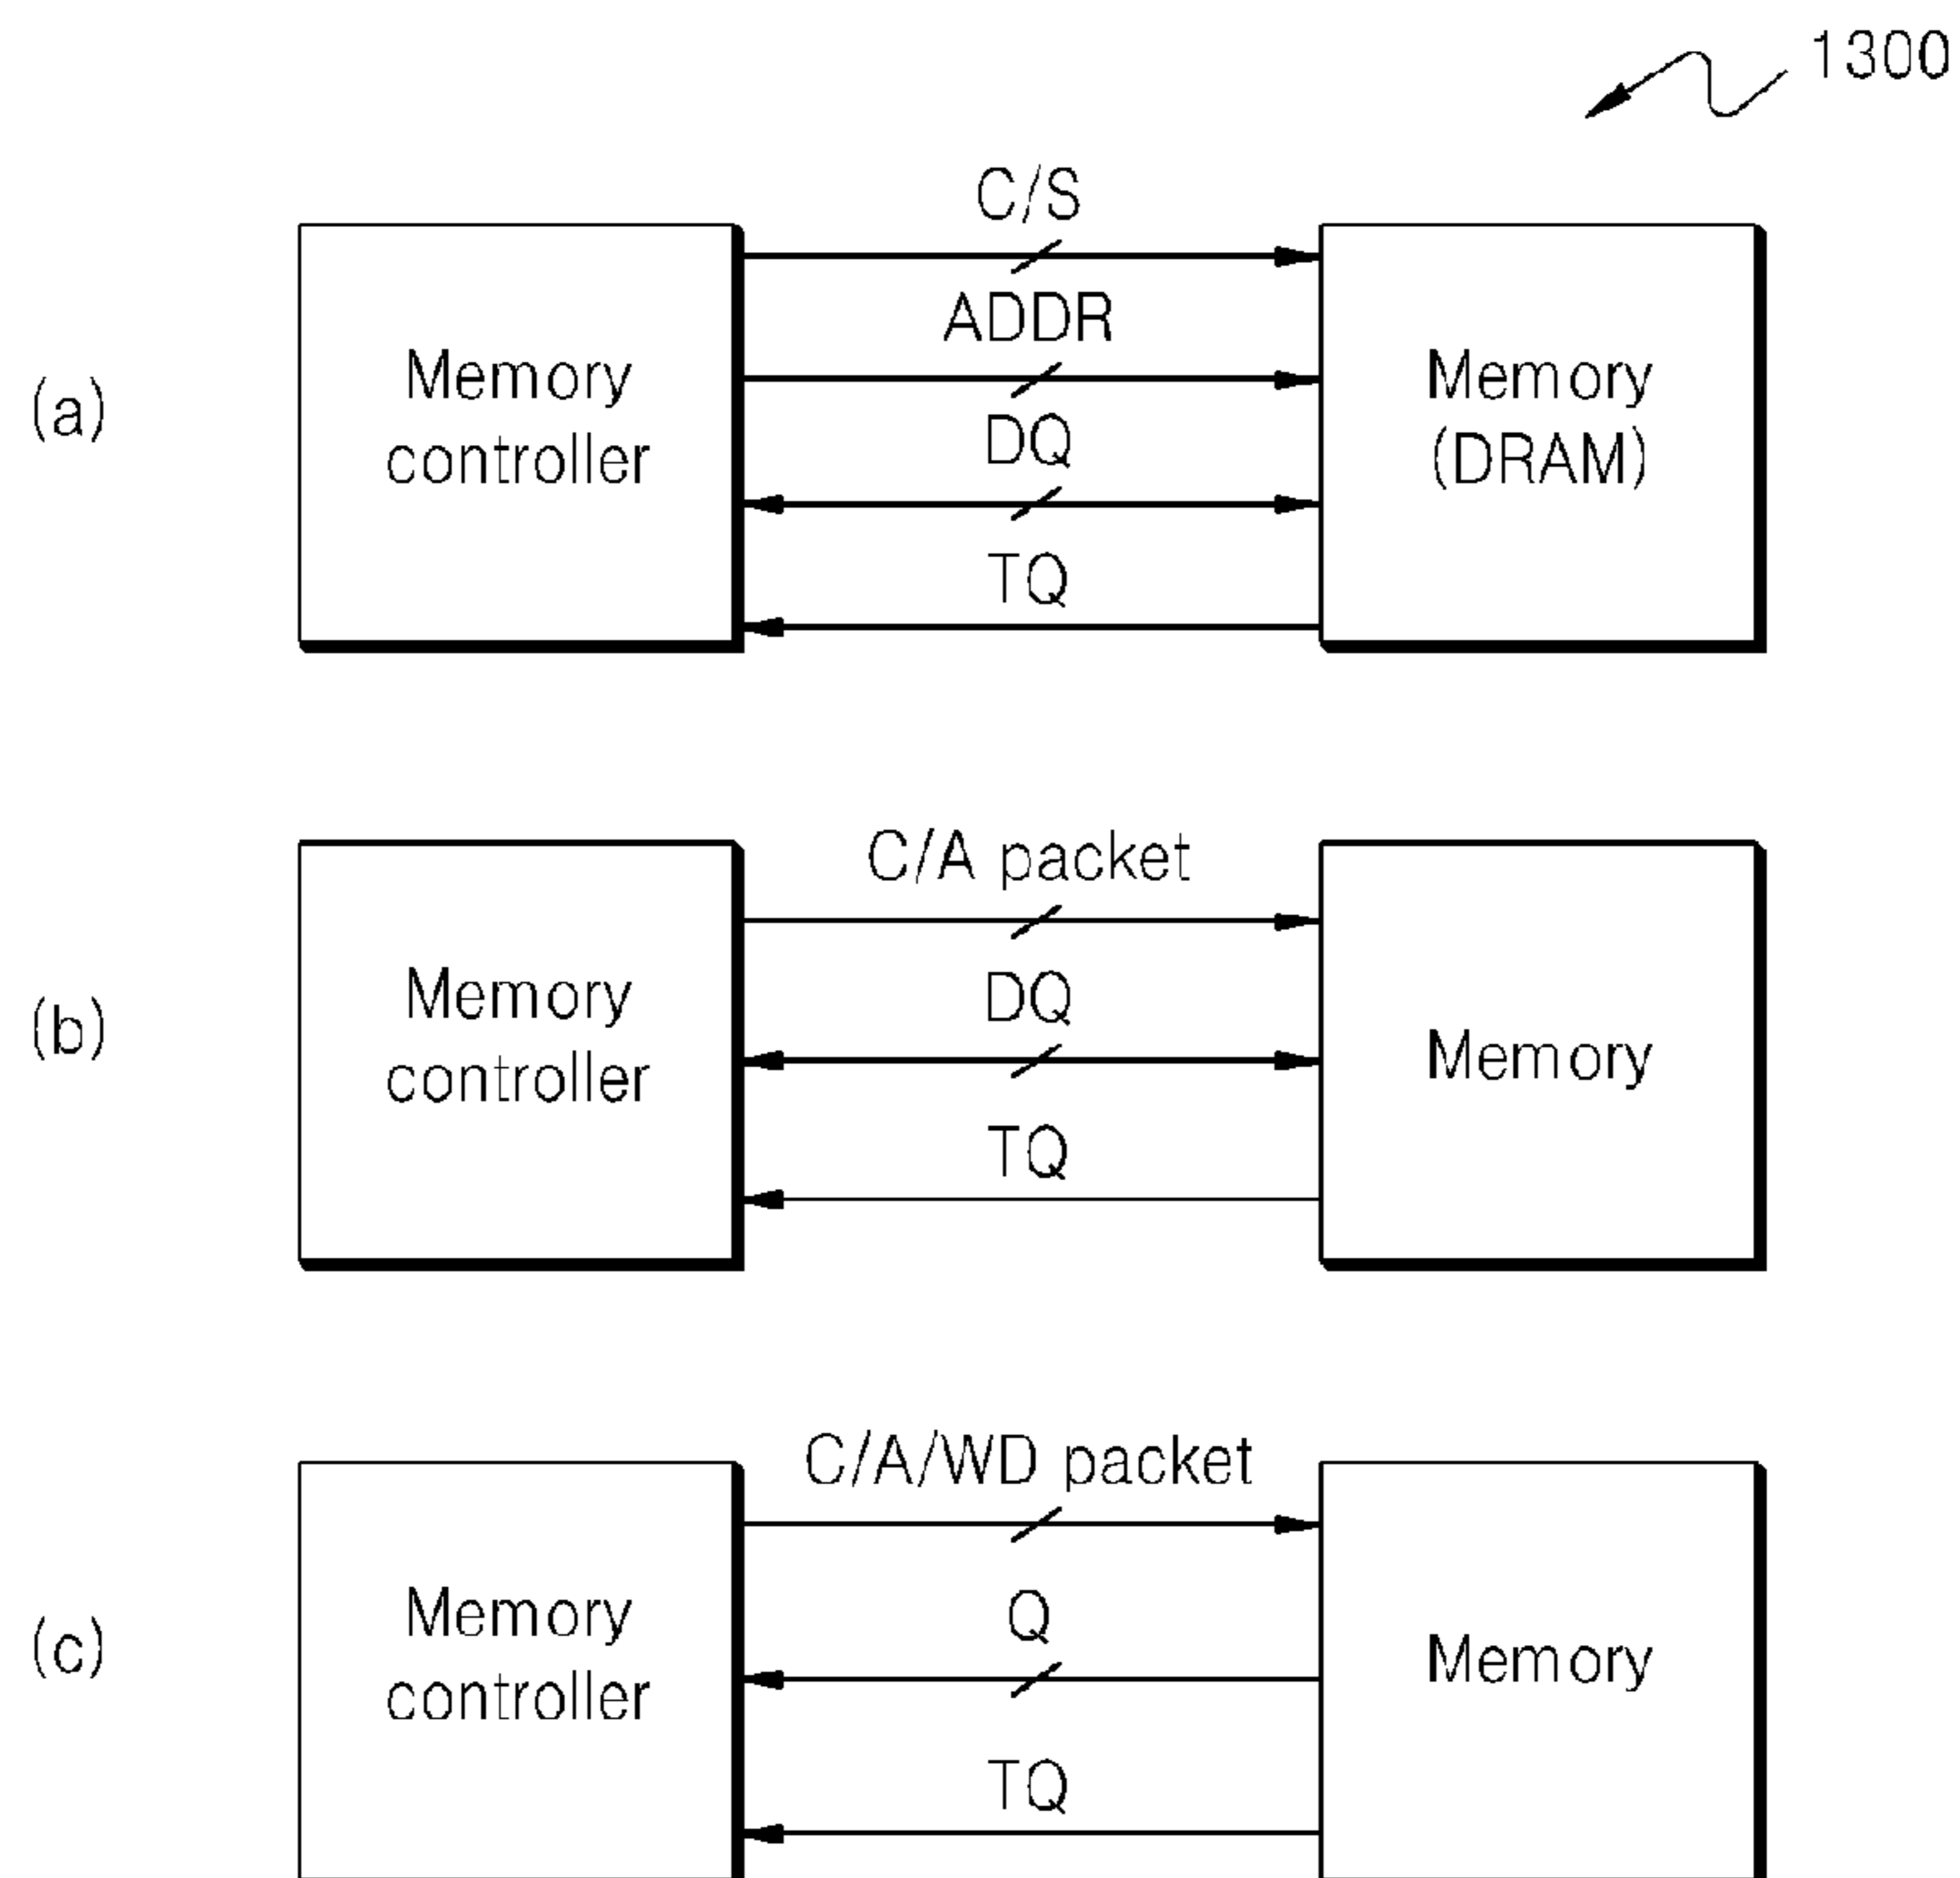 1300
(a)
Memory
controller
C/S
ADDR
DQ
TQ
Memory
(DRAM)
(b)
Memory
controller
C/A packet
DQ
TQ
Memory
(c)
Memory
controller
C/A/WD packet
Q
TQ
Memory